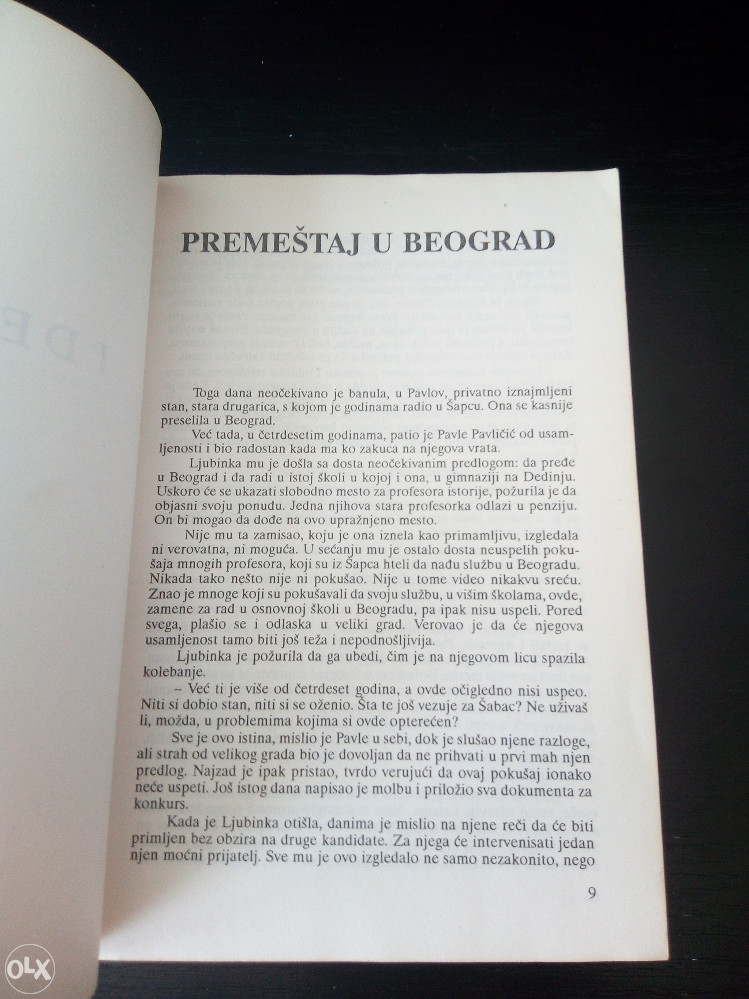 PREMEŠTAJ U BEOGRAD
Toga dana neočekivano je banula, u Pavlov, privatno iznajmljeni
stan, stara drugarica, s kojom je godinama radio u Šapcu. Ona se kasnije
preselila u Beograd.
Već tada, u četrdesetim godinama, patio je Pavle Pavličić od usam-
ljenosti i bio radostan kada ma ko zakuca na njegova vrata.
Ljubinka mu je došla sa dosta neočekivanim predlogom: da pređe
u Beograd i da radi u istoj školi u kojoj i ona, u gimnaziji na Dedinju.
Uskoro će se ukazati slobodno mesto za profesora istorije, požurila je da
objasni svoju ponudu. Jedna njihova stara profesorka odlazi u penziju.
On bi mogao da dođe na ovo upražnjeno mesto.
Nije mu ta zamisao, koju je ona iznela kao primamljivu, izgledala
ni verovatna, ni moguća. U sećanju mu je ostalo dosta neuspelih poku-
šaja mnogih profesora, koji su iz Šapca hteli da nađu službu u Beogradu.
Nikada tako nešto nije ni pokušao. Nije u tome video nikakvu sreću.
Znao je mnoge koji su pokušavali da svoju službu, u višim školama, ovde,
zamene za rad u osnovnoj školi u Beogradu, pa ipak nisu uspeli. Pored
svega, plašio se i odlaska u veliki grad. Verovao je da će njegova
usamljenost tamo biti još teža i nepodnošljivija.
Ljubinka je požurila da ga ubedi, čim je na njegovom licu spazila
kolebanje.
– Već ti je više od četrdeset godina, a ovde očigledno nisi uspeo.
Niti si dobio stan, niti si se oženio. Šta te još vezuje za Šabac? Ne uživaš
li, možda, u problemima kojima si ovde opterećen?
Sve je ovo istina, mislio je Pavle u sebi, dok je slušao njene razloge,
ali strah od velikog grada bio je dovoljan da ne prihvati u prvi mah njen
predlog. Najzad je ipak pristao, tvrdo verujući da ovaj pokušaj ionako
neće uspeti. Još istog dana napisao je molbu i priložio sva dokumenta za
konkurs.
Kada je Ljubinka otišla, danima je mislio na njene reči da će biti
primljen bez obzira na druge kandidate. Za njega će intervenisati jedan
njen moćni prijatelj. Sve mu je ovo izgledalo ne samo nezakonito, nego
9
OLX